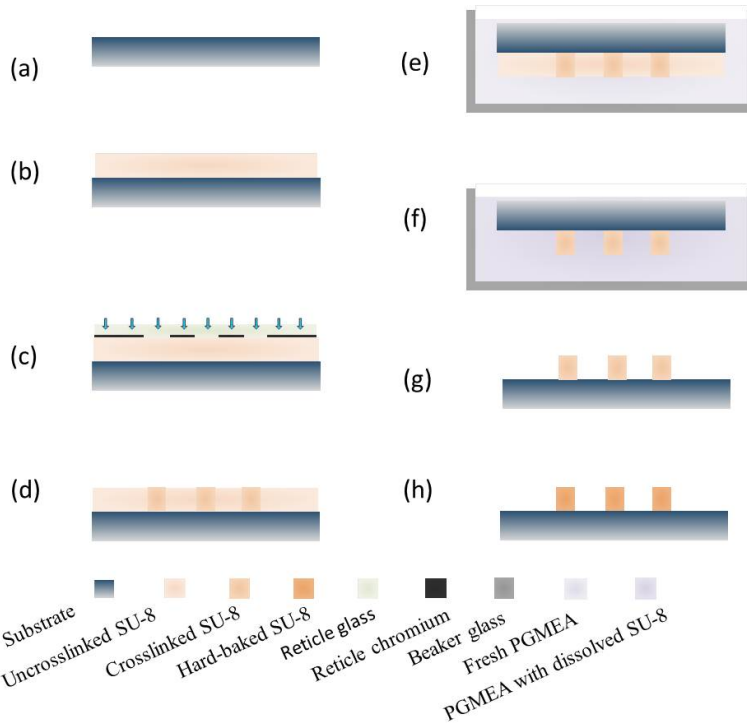 (a)
(b)
(c)
(d)
(e)
(f)
(g)
(h)
Substrate
Uncrosslinked SU-8
Crosslinked SU-8
Hard-baked SU-8
Reticle glass
Reticle chromium
Beaker glass
Fresh PGMEA
PGMEA with dissolved SU-8